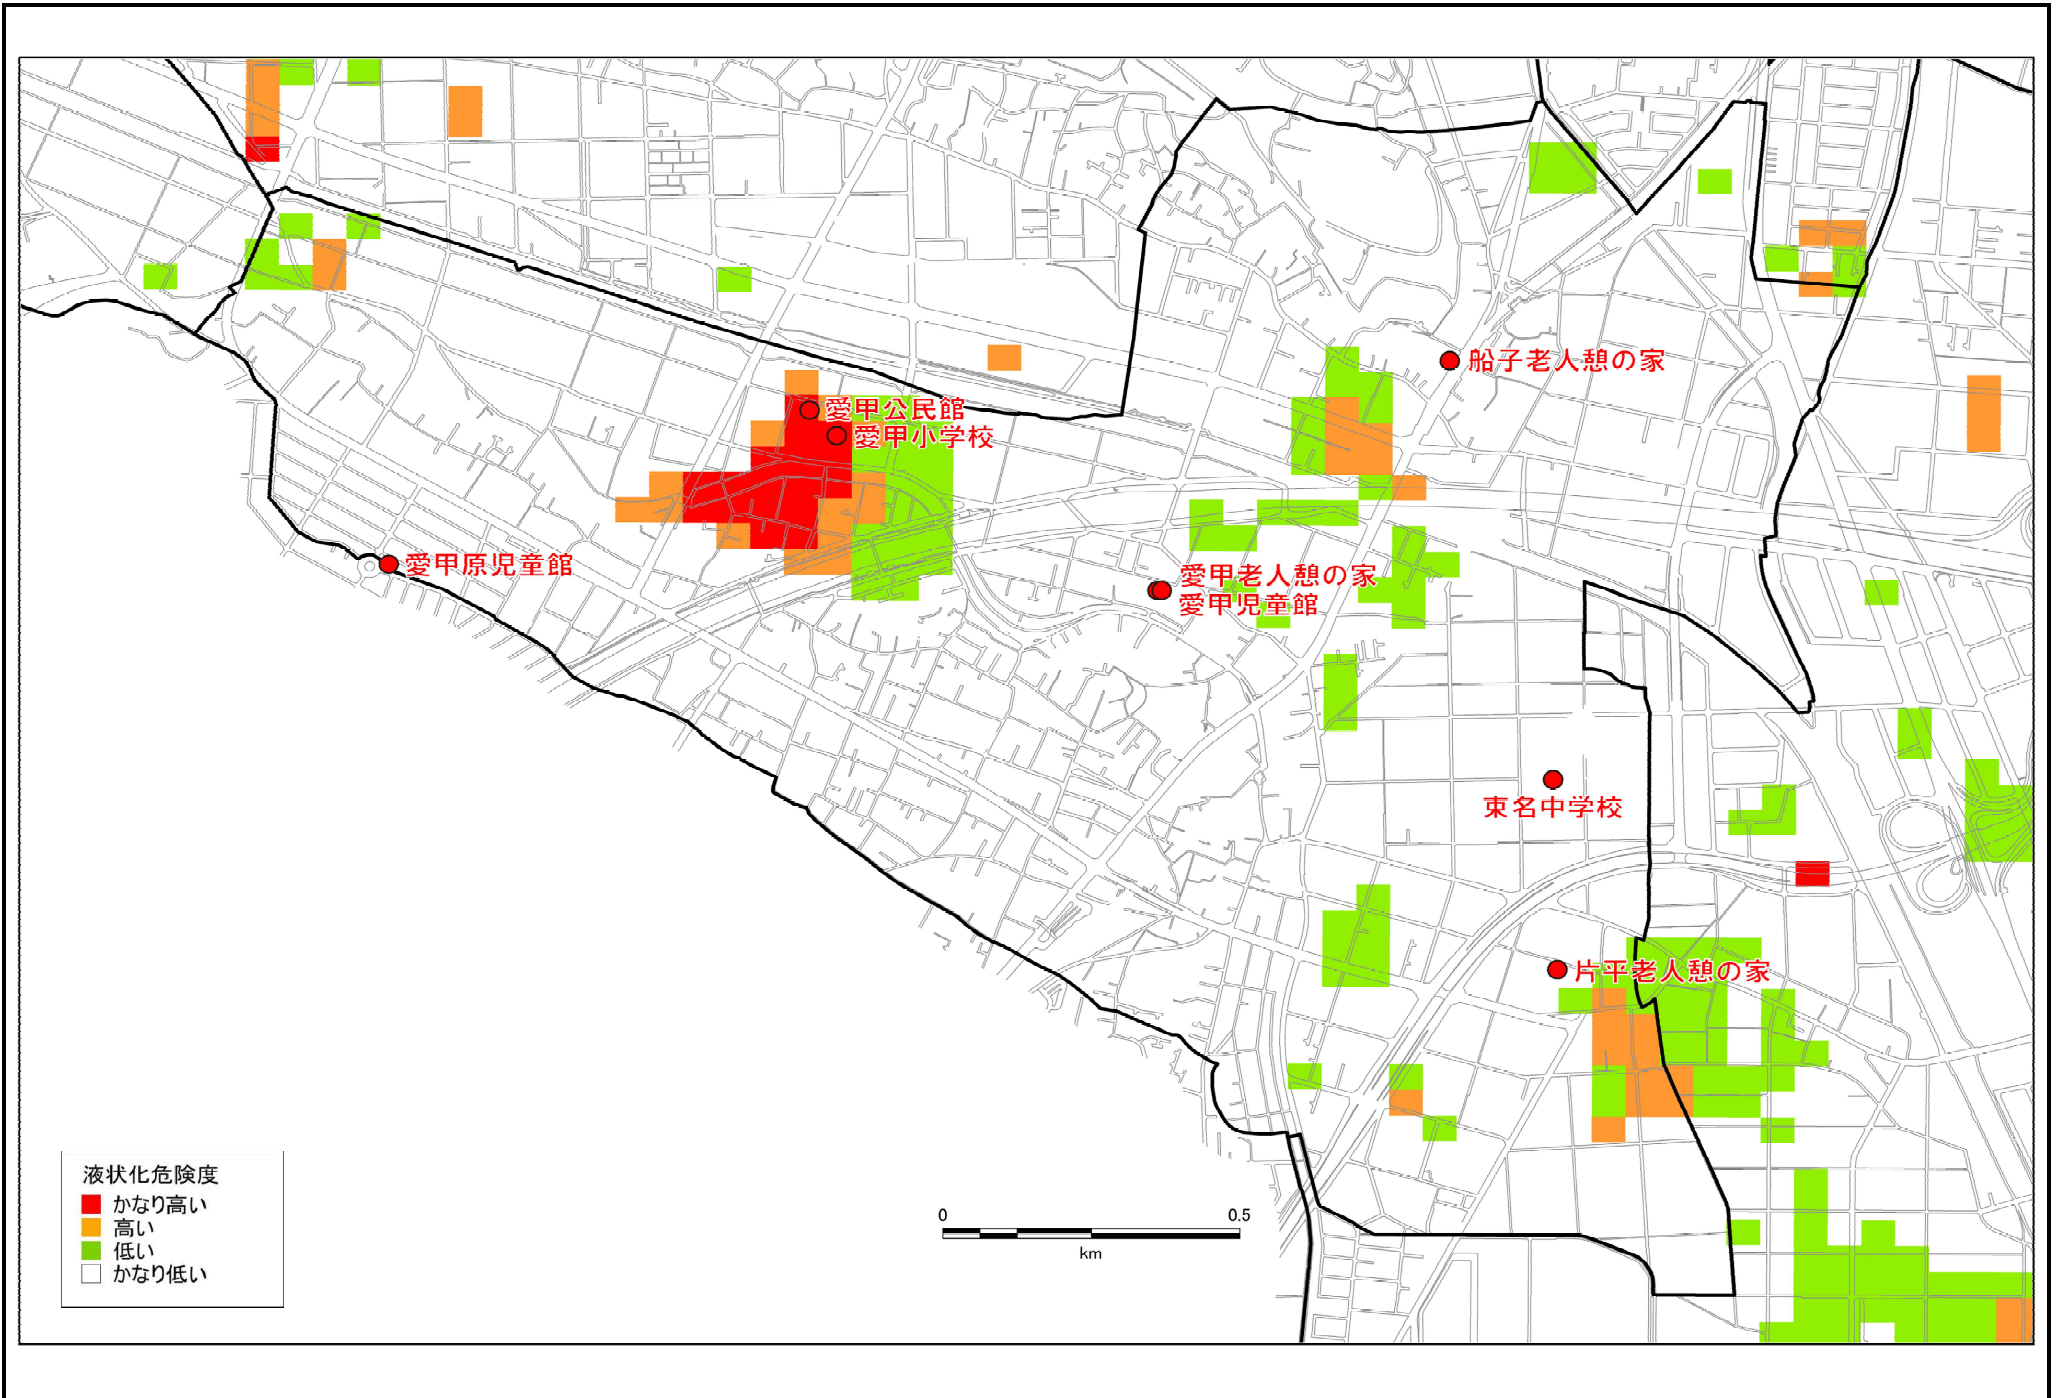 船子老人憩の家
愛甲公民館
愛甲小学校
愛甲原児童館
愛甲老人憩の家
愛甲児童館
東名中学校
片平老人憩の家
液状化危険度
かなり高い
高い
低い
かなり低い
0 0.5
km